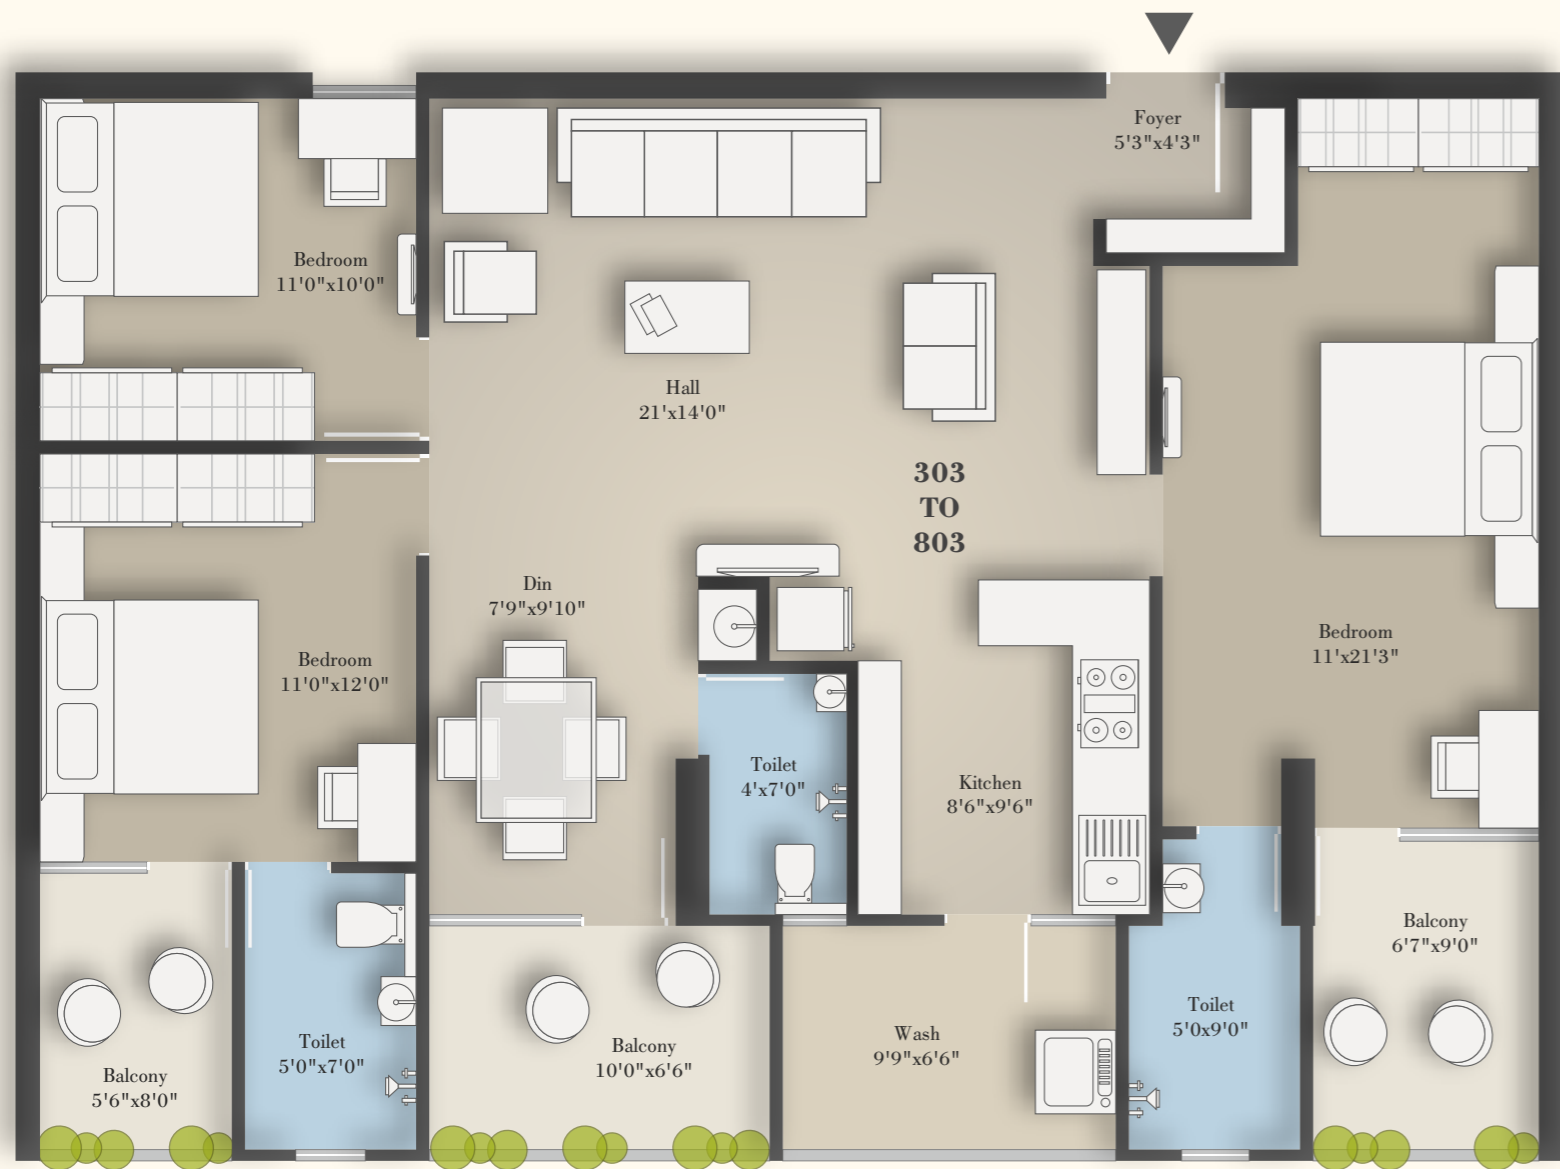 Foyer
5'3"x4'3"
Bedroom
11'0"x10'0"
Hall
21'x14'0"
303
TO
803
Din
7'9"x9'10"
Bedroom
11'0"x12'0"
Bedroom
11'x21'3"
Toilet
4'x7'0"
Kitchen
8'6"x9'6"
Balcony
6'7"x9'0"
Toilet
5'0x9'0"
Wash
9'9"x6'6"
Toilet
5'0"x7'0"
Balcony
10'0"x6'6"
Balcony
5'6"x8'0"